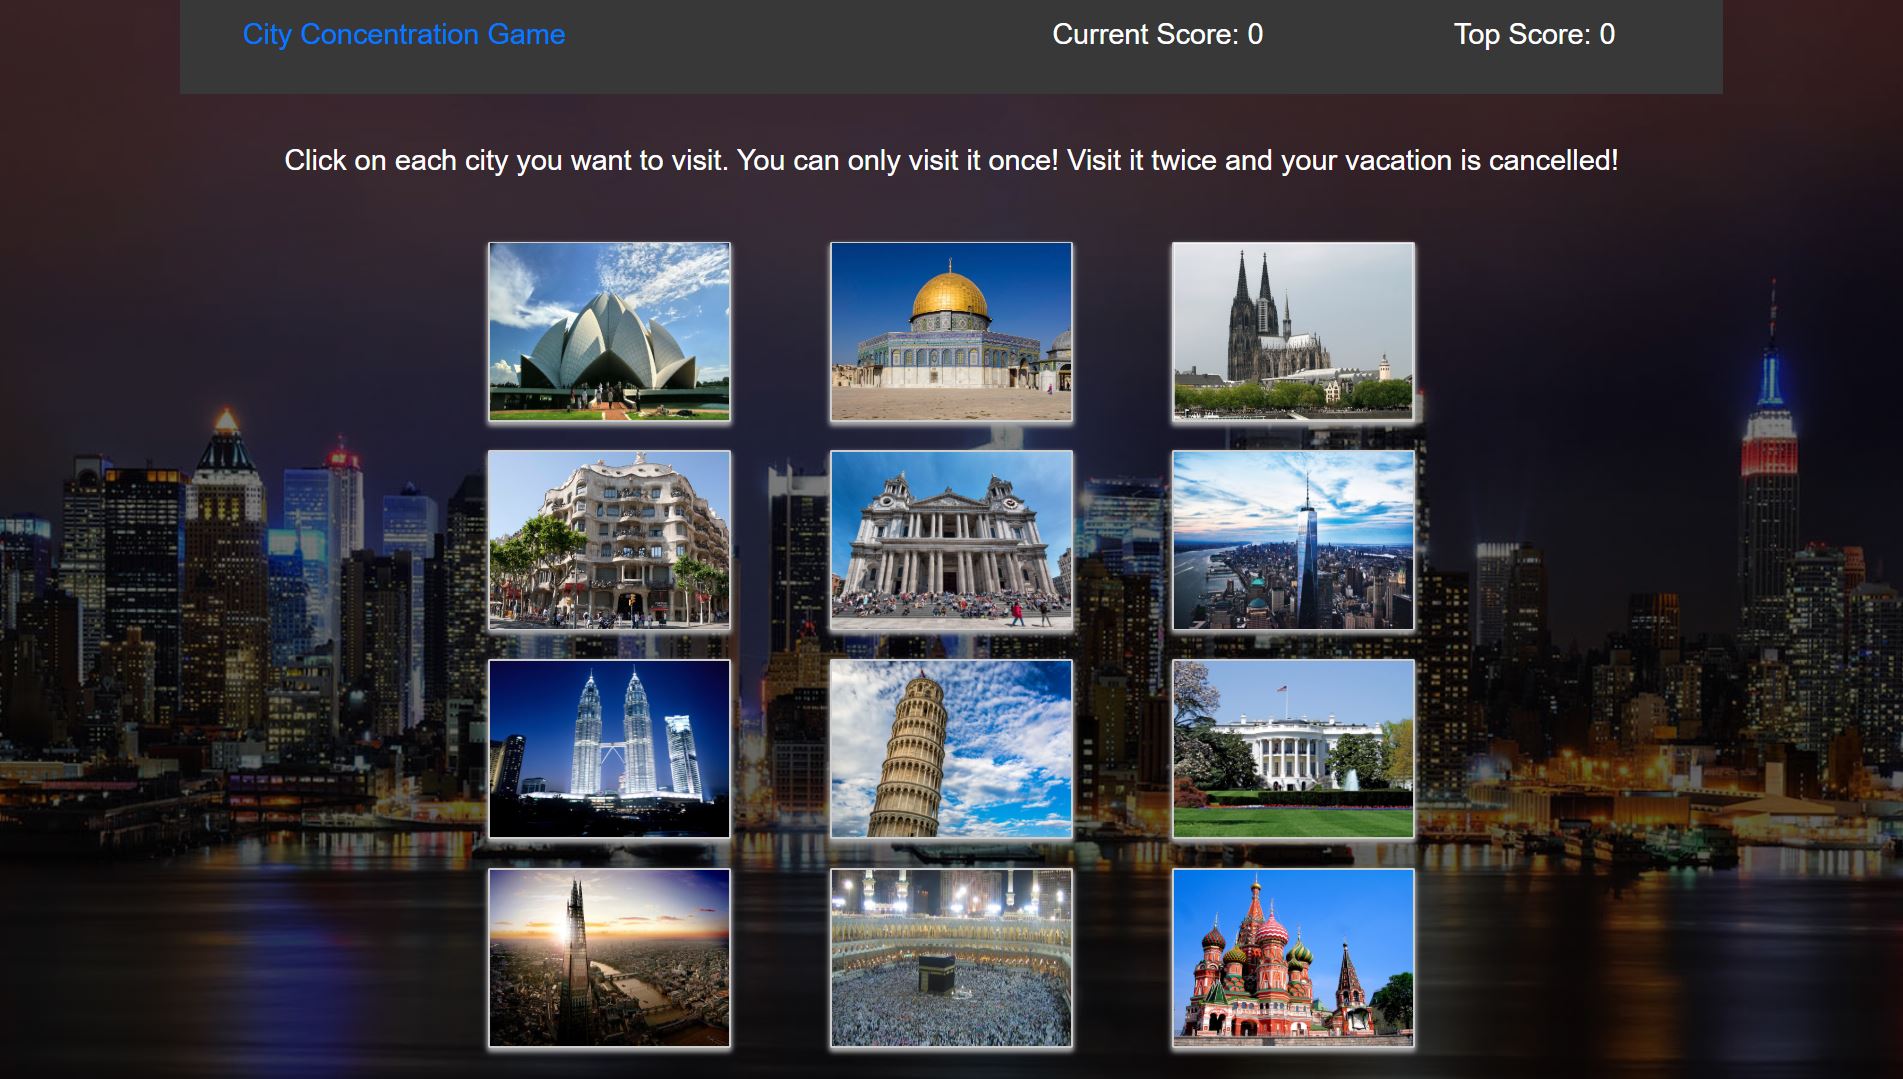 City Concentration Game
Current Score: 0
Top Score: 0
Click on each city you want to visit. You can only visit it once! Visit it twice and your vacation is cancelled!